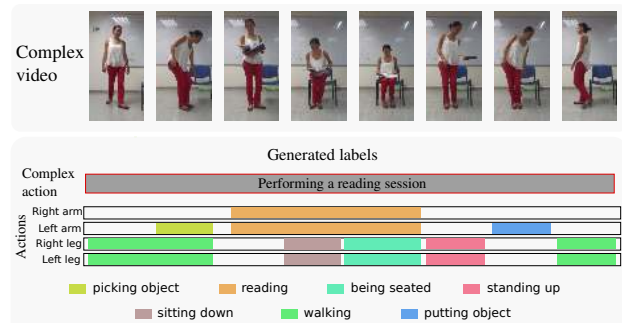 Complex
video
Generated labels
Complex
action
Performing a reading session
Actions
Right arm
Left arm
Right leg
Left leg
picking object
reading
being seated
standing up
sitting down
walking
putting object